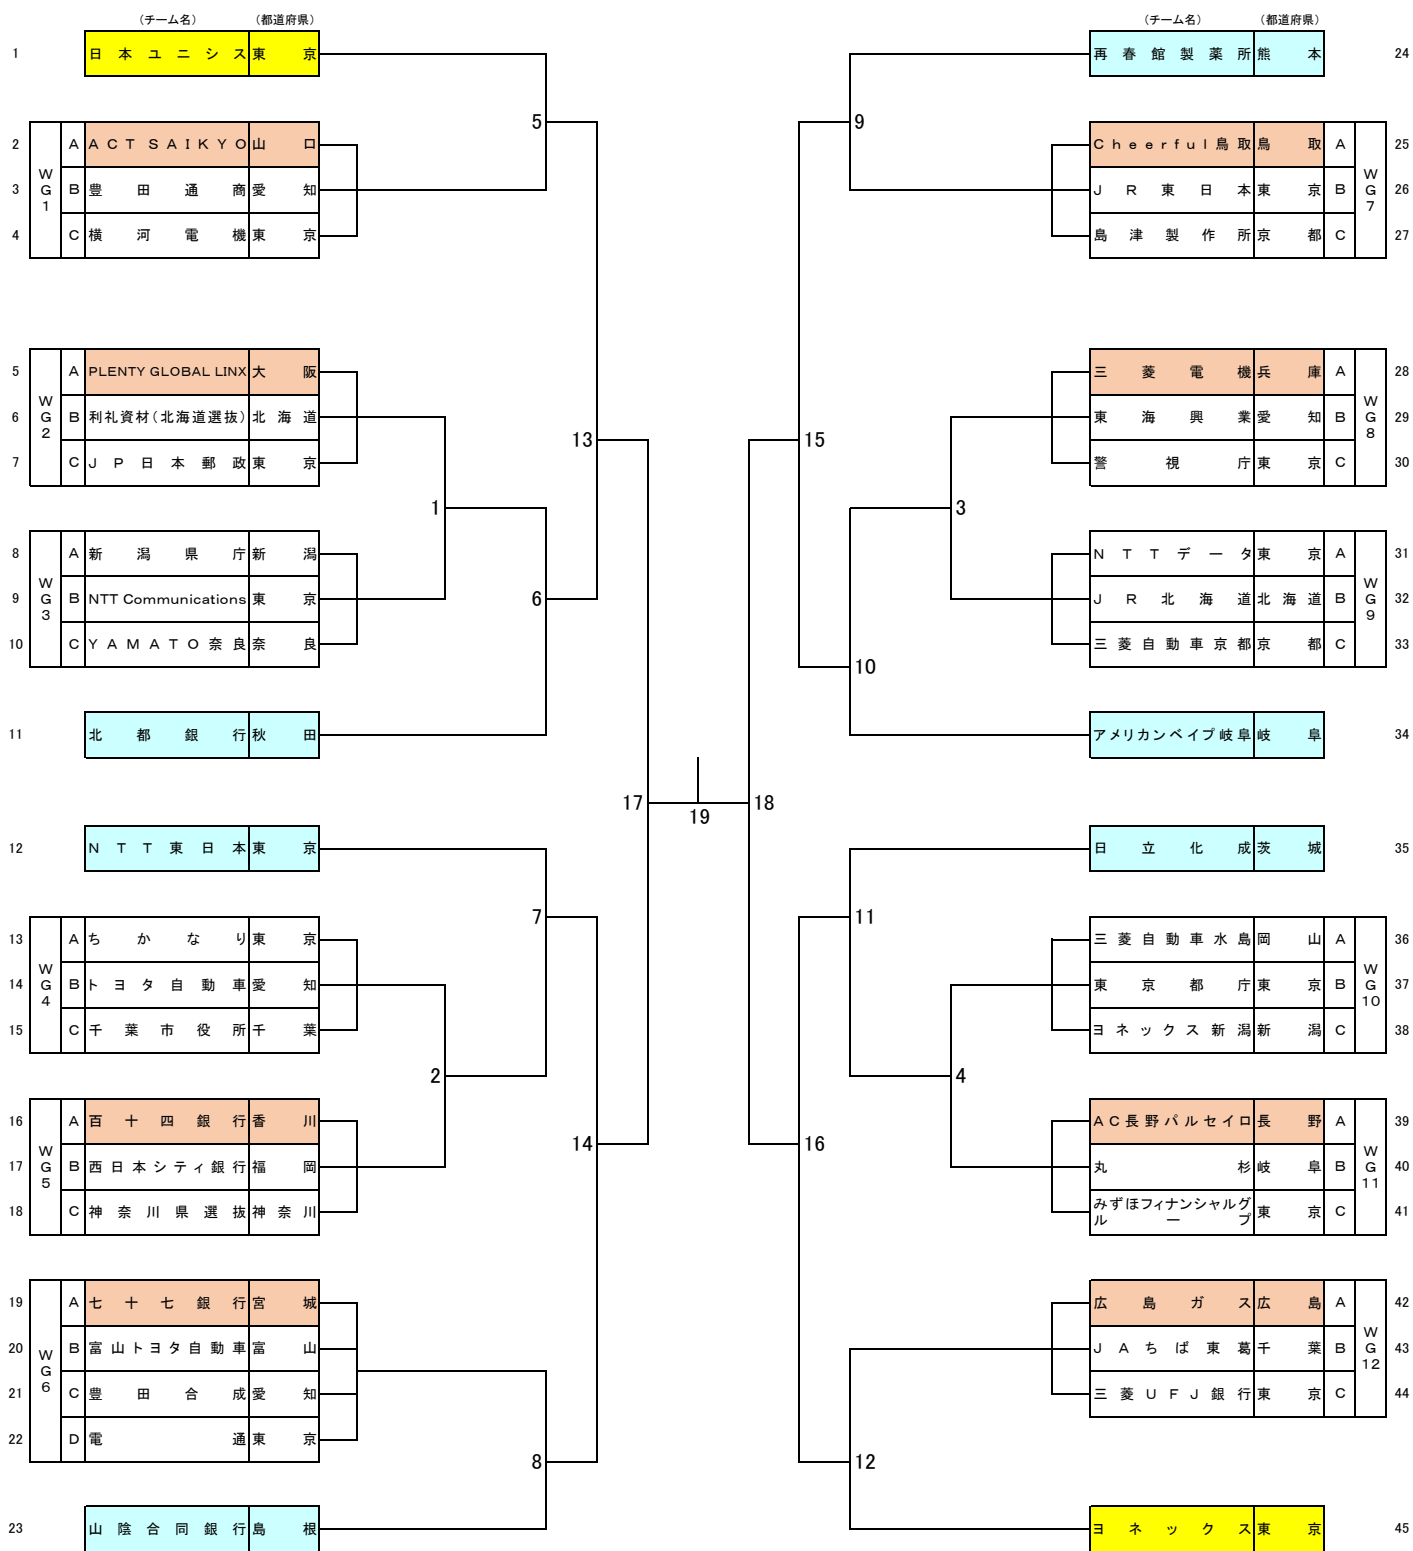 （チーム名） （都道府県）
1 日本ユニシス 東京
5
2 WG1 A ACT SAIKYO 山口
3 B 豊田通商 愛知
4 C 横河電機 東京
5 WG2 A PLENTY GLOBAL LINX 大阪
6 B 利礼資材(北海道選抜) 北海道
7 C JP日本郵政 東京
13
1
8 WG3 A 新潟県庁 新潟
9 B NTT Communications 東京
10 C YAMATO奈良 奈良
6
11 北都銀行 秋田
17
12 NTT東日本 東京
7
13 WG4 A ちかなり 東京
14 B トヨタ自動車 愛知
15 C 千葉市役所 千葉
2
16 WG5 A 百十四銀行 香川
17 B 西日本シティ銀行 福岡
18 C 神奈川県選抜 神奈川
14
19 WG6 A 七十七銀行 宮城
20 B 富山トヨタ自動車 富山
21 C 豊田合成 愛知
22 D 電通 東京
8
23 山陰合同銀行 島根
19
（チーム名） （都道府県）
再春館製薬所 熊本 24
9
Cheerful鳥取 鳥取 A WG7 25
JR東日本 東京 B 26
島津製作所 京都 C 27
三菱電機 兵庫 A WG8 28
東海興業 愛知 B 29
警視庁 東京 C 30
15
3
NTTデータ 東京 A WG9 31
JR北海道 北海道 B 32
三菱自動車京都 京都 C 33
10
アメリカンベイプ岐阜 岐阜 34
18
日立化成 茨城 35
11
三菱自動車水島 岡山 A WG10 36
東京都庁 東京 B 37
ヨネックス新潟 新潟 C 38
4
AC長野パルセイロ 長野 A WG11 39
丸杉 岐阜 B 40
みずほフィナンシャルグ
ループ 東京 C 41
16
広島ガス 広島 A WG12 42
JAちば東葛 千葉 B 43
三菱UFJ銀行 東京 C 44
12
ヨネックス 東京 45